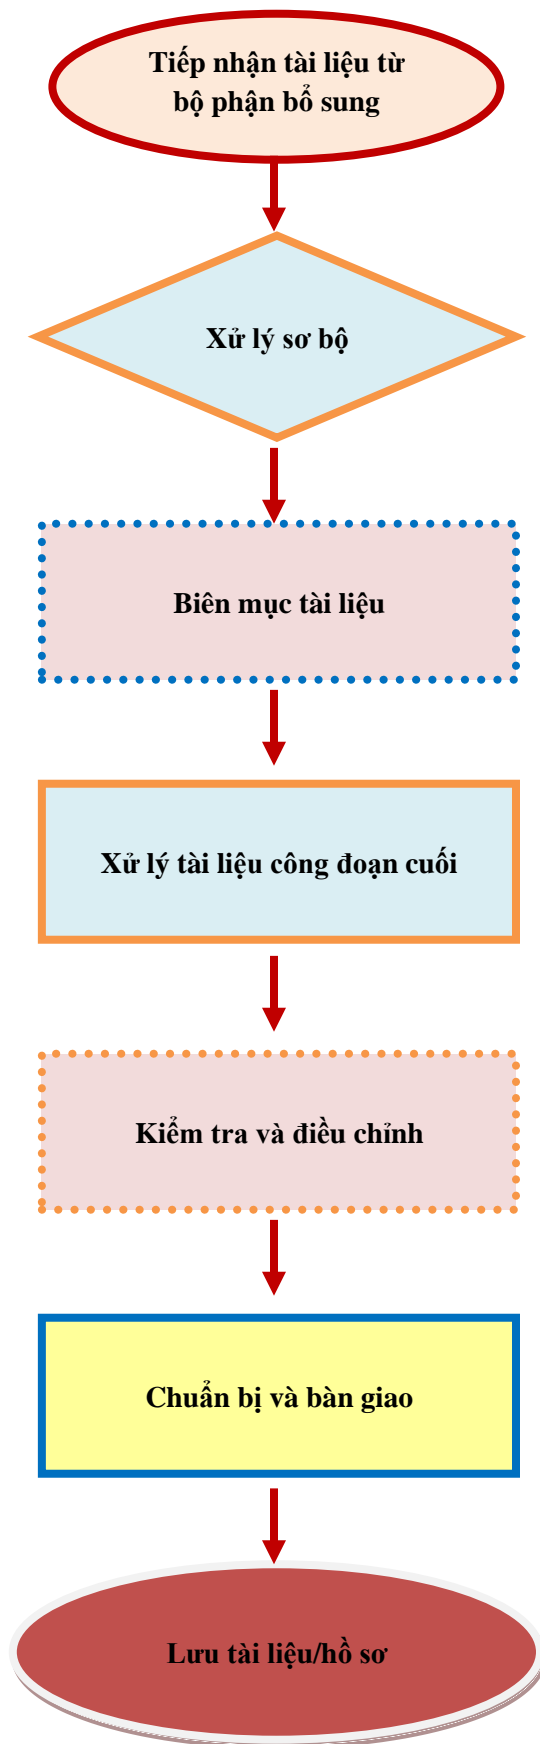 Tiếp nhận tài liệu từ
bộ phận bổ sung
Xử lý sơ bộ
Biên mục tài liệu
Xử lý tài liệu công đoạn cuối
Kiểm tra và điều chỉnh
Chuẩn bị và bàn giao
Lưu tài liệu/hồ sơ